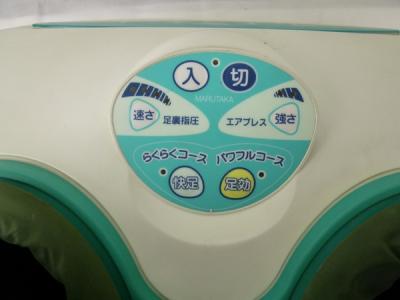 入 切
MARUTAKA
速さ 足裏指圧 エアプレス 強さ
らくらくコース パワフルコース
快足 足効